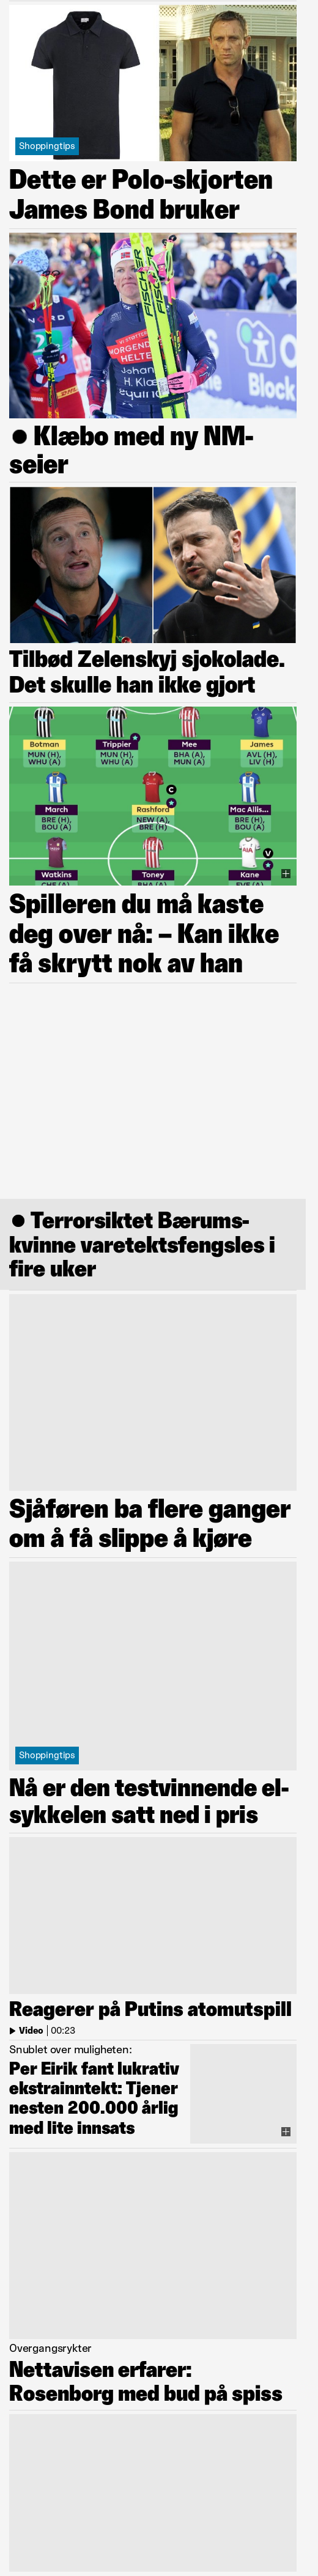 Shoppingtips
Dette er Polo-skjorten
James Bond bruker
FISCHER
VI STØTTER
MORGENDAGENS
HELTER
Johan
H. Klæ
equino
Block
● Klæbo med ny NM-
seier
Tilbød Zelenskyj sjokolade.
Det skulle han ikke gjort
Botman
Trippier
Mee
James
MUN (H),
WHU (A)
MUN (H),
WHU (A)
BHA (A),
MUN (A)
AVL (H),
LIV (H)
C
March
Rashford
Mac Allis...
BRE (H),
BOU (A)
NEW (A),
BRE (H)
BRE (H),
BOU (A)
V
Watkins
Toney
Kane
Spilleren du må kaste
deg over nå: – Kan ikke
få skrytt nok av han
● Terrorsiktet Bærums-
kvinne varetektsfengsles i
fire uker
Sjåføren ba flere ganger
om å få slippe å kjøre
Shoppingtips
Nå er den testvinnende el-
sykkelen satt ned i pris
Reagerer på Putins atomutspill
Video | 00:23
Snublet over muligheten:
Per Eirik fant lukrativ
ekstrainntekt: Tjener
nesten 200.000 årlig
med lite innsats
Overgangsrykter
Nettavisen erfarer:
Rosenborg med bud på spiss